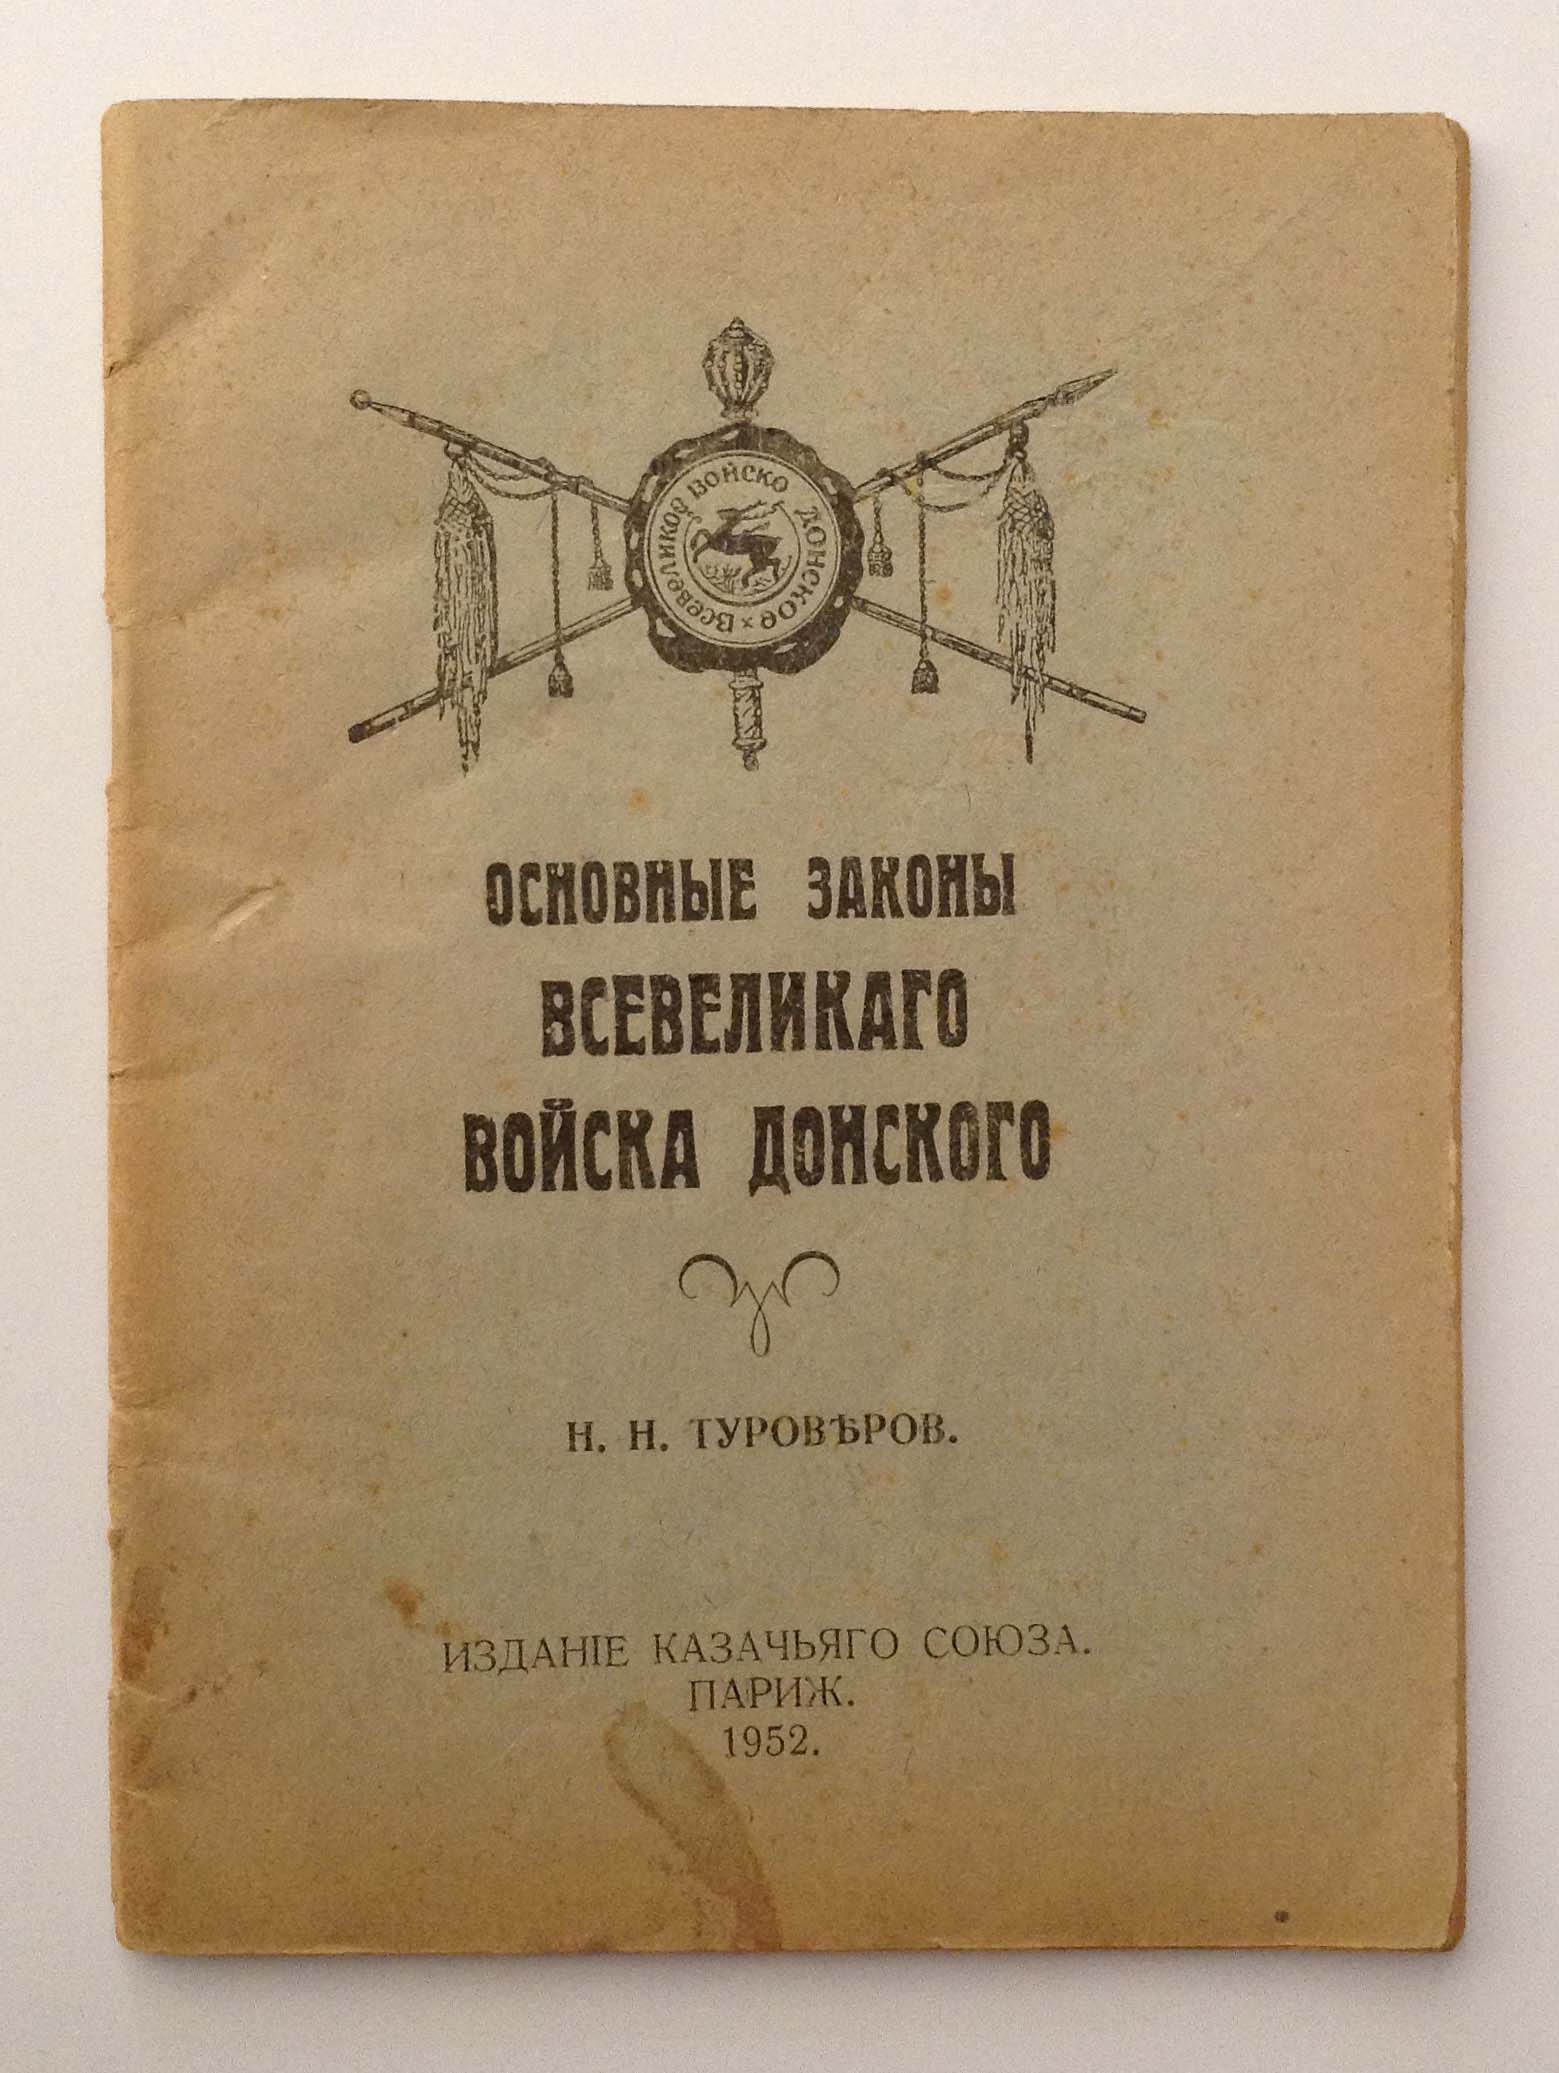 Всевеликое Войско Донское ×
ОСНОВНЫЕ ЗАКОНЫ
ВСЕВЕЛИКАГО
ВОЙСКА ДОНСКОГО
Н. Н. ТУРОВѢРОВ.
ИЗДАНІЕ КАЗАЧЬЯГО СОЮЗА.
ПАРИЖ.
1952.